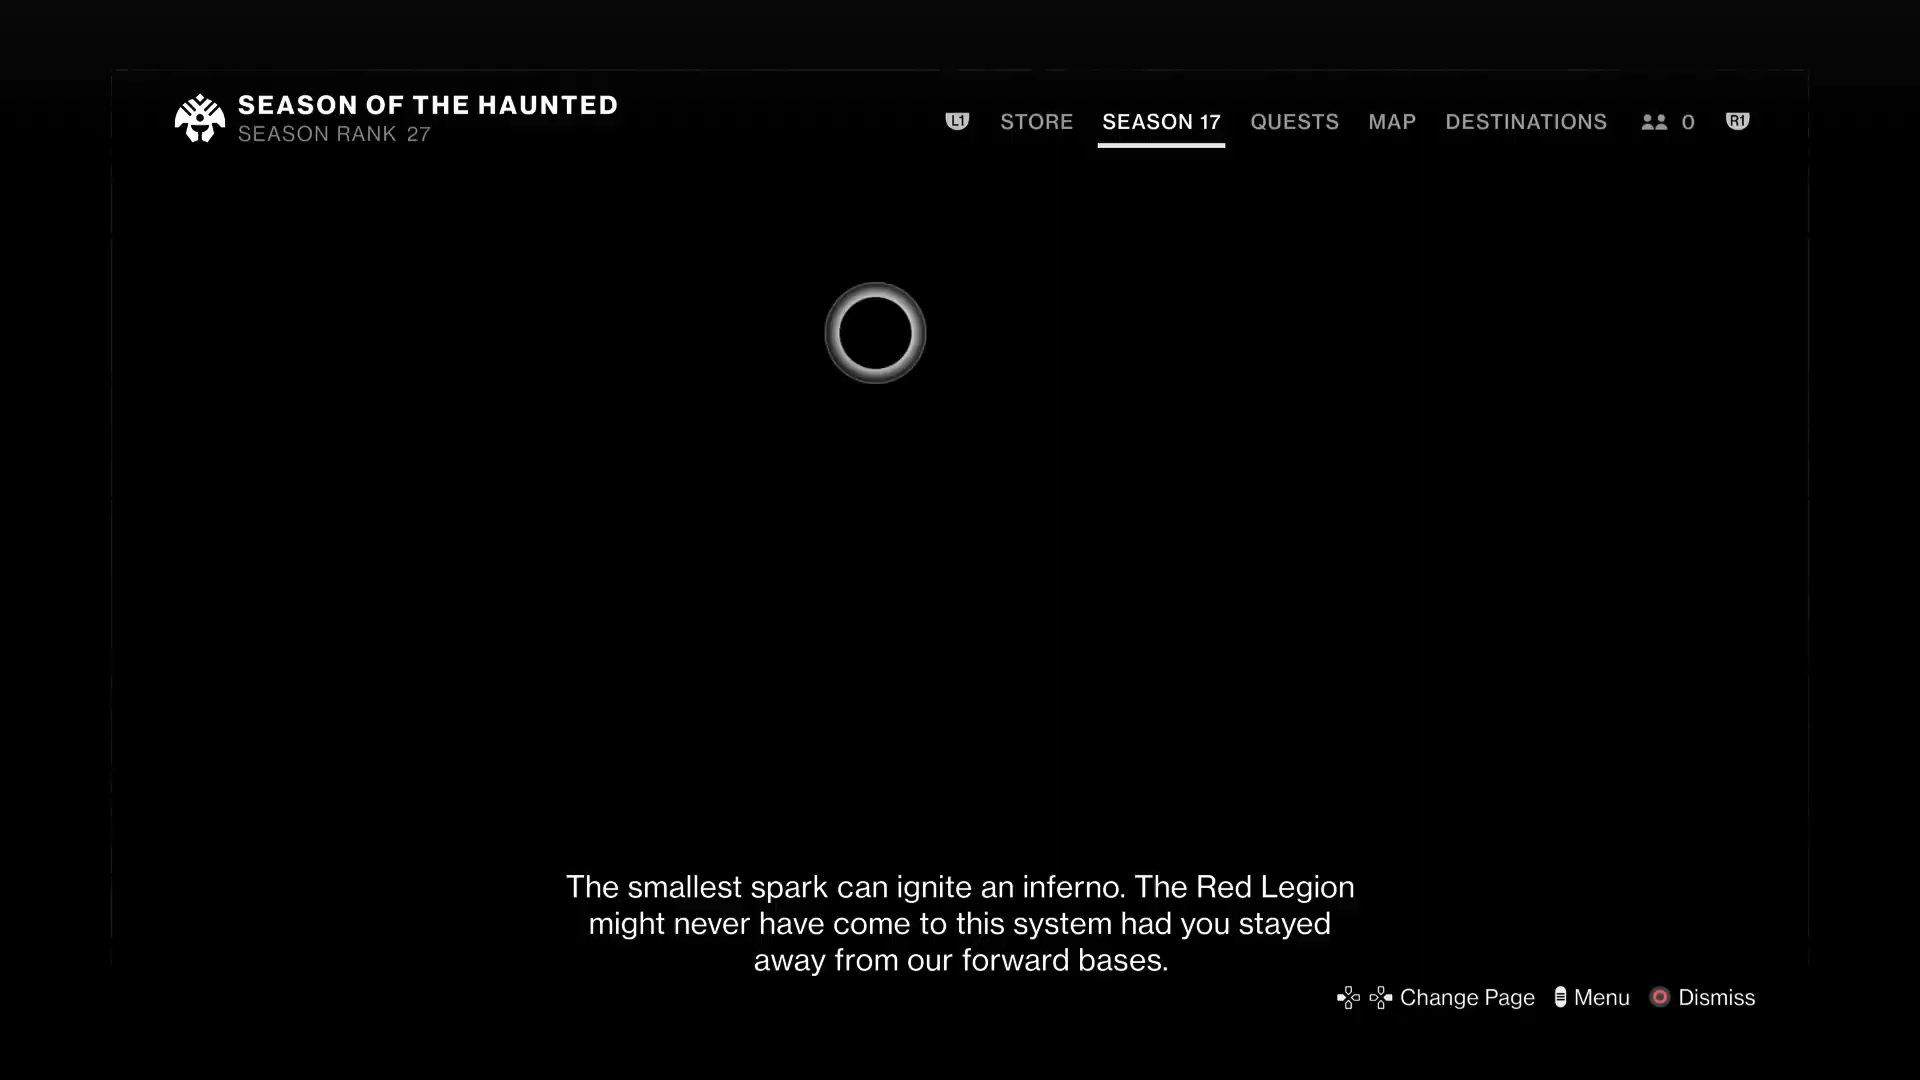 SEASON OF THE HAUNTED
SEASON RANK 27
L1 STORE SEASON 17 QUESTS MAP DESTINATIONS 0 R1
The smallest spark can ignite an inferno. The Red Legion
might never have come to this system had you stayed
away from our forward bases.
Change Page Menu Dismiss